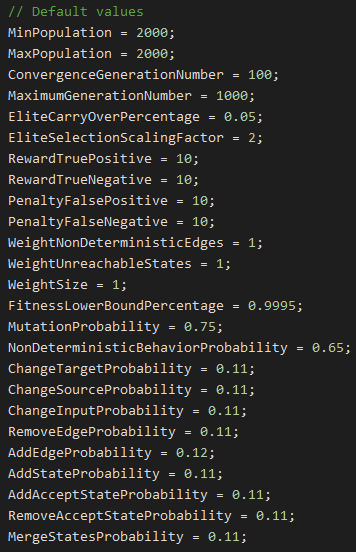 // Default values
MinPopulation = 2000;
MaxPopulation = 2000;
ConvergenceGenerationNumber = 100;
MaximumGenerationNumber = 1000;
EliteCarryOverPercentage = 0.05;
EliteSelectionScalingFactor = 2;
RewardTruePositive = 10;
RewardTrueNegative = 10;
PenaltyFalsePositive = 10;
PenaltyFalseNegative = 10;
WeightNonDeterministicEdges = 1;
WeightUnreachableStates = 1;
WeightSize = 1;
FitnessLowerBoundPercentage = 0.9995;
MutationProbability = 0.75;
NonDeterministicBehaviorProbability = 0.65;
ChangeTargetProbability = 0.11;
ChangeSourceProbability = 0.11;
ChangeInputProbability = 0.11;
RemoveEdgeProbability = 0.11;
AddEdgeProbability = 0.12;
AddStateProbability = 0.11;
AddAcceptStateProbability = 0.11;
RemoveAcceptStateProbability = 0.11;
MergeStatesProbability = 0.11;